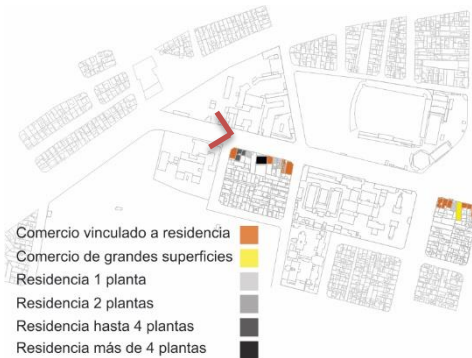 Comercio vinculado a residencia
Comercio de grandes superficies
Residencia 1 planta
Residencia 2 plantas
Residencia hasta 4 plantas
Residencia más de 4 plantas